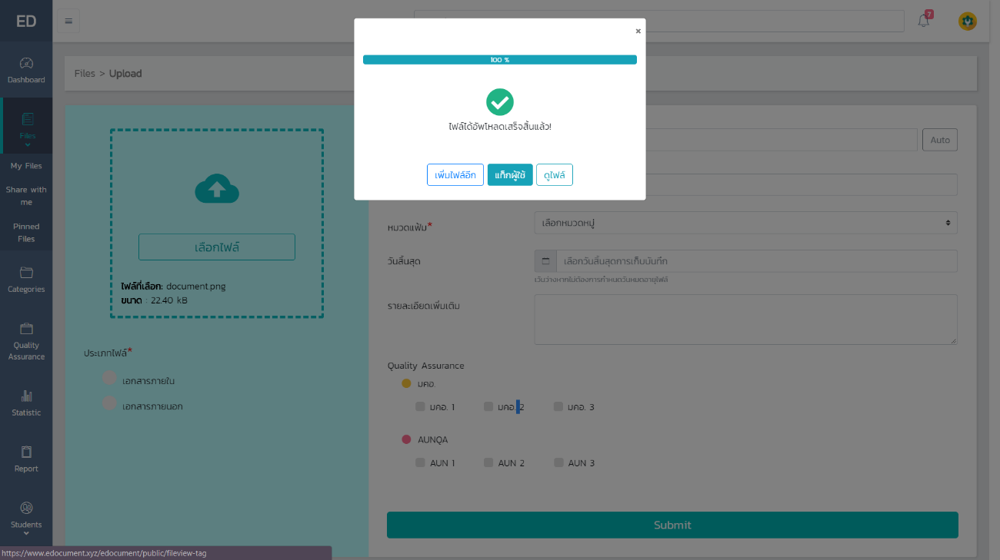 ED
7
×
100 %
ไฟล์ได้อัพโหลดเสร็จสิ้นแล้ว!
เพิ่มไฟล์อีก
แท็กผู้ใช้
ดูไฟล์
Files > Upload
Dashboard
Files
My Files
Share with
me
Pinned
Files
Categories
Quality
Assurance
Statistic
Report
Students
เลือกไฟล์
ไฟล์ที่เลือก: document.png
ขนาด : 22.40 kB
ประเภทไฟล์*
เอกสารภายใน
เอกสารภายนอก
Auto
หมวดแฟ้ม*
เลือกหมวดหมู่
วันสิ้นสุด
เลือกวันสิ้นสุดการเก็บบันทึก
เว้นว่างหากไม่ต้องการกำหนดวันหมดอายุไฟล์
รายละเอียดเพิ่มเติม
Quality Assurance
มคอ.
มคอ. 1
มคอ. 2
มคอ. 3
AUNQA
AUN 1
AUN 2
AUN 3
Submit
https://www.edocument.xyz/edocument/public/fileview-tag